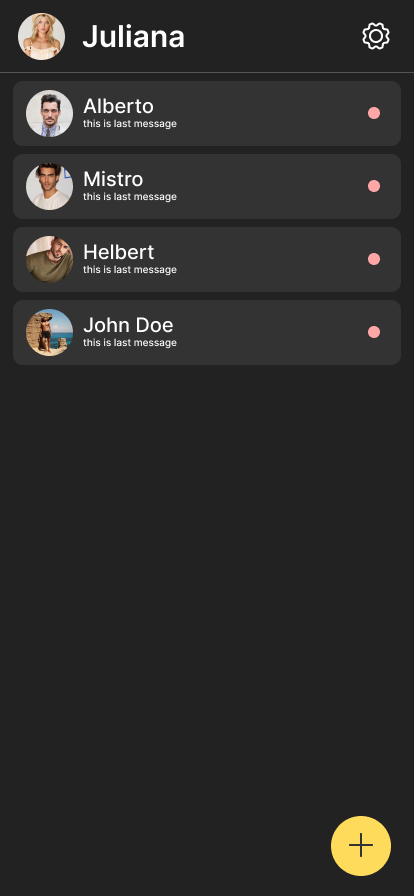 Juliana
Alberto
this is last message
Mistro
this is last message
Helbert
this is last message
John Doe
this is last message